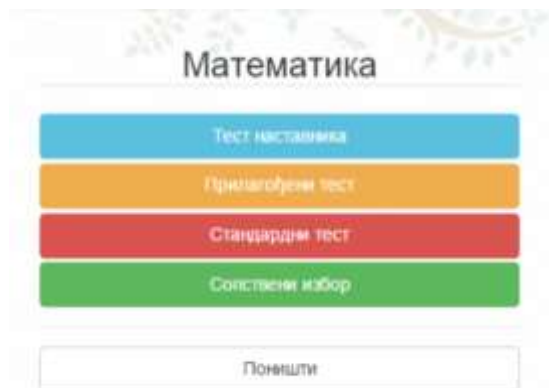 Математика
Тест наставника
Прилагођени тест
Стандардни тест
Сопствени избор
Поништи